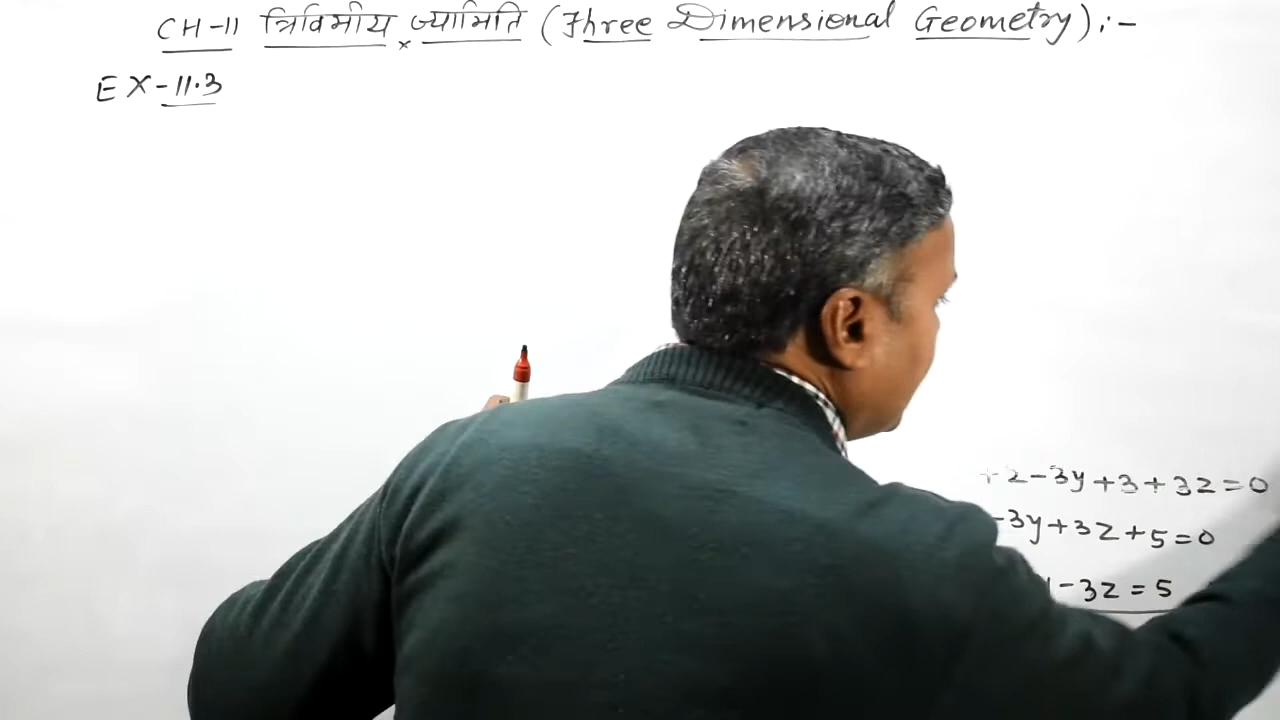 CH-11 त्रिविमीय ज्यामिति (Three Dimensional Geometry):-
EX-11.3
+2-3y+3+3z=0
-3y+3z+5=0
-3z=5